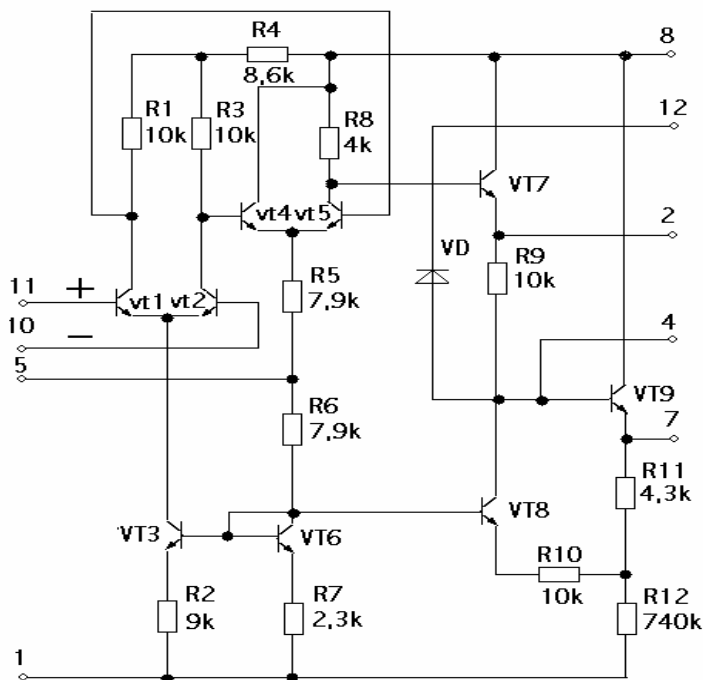 R4
8,6k
8
R1
10k
R3
10k
R8
4k
12
VT7
vt4
vt5
2
VD
R9
10k
11
+
vt1
vt2
R5
7,9k
10
−
4
5
R6
7,9k
VT9
7
R11
4,3k
VT3
VT6
VT8
R10
10k
R2
9k
R7
2,3k
R12
740k
1